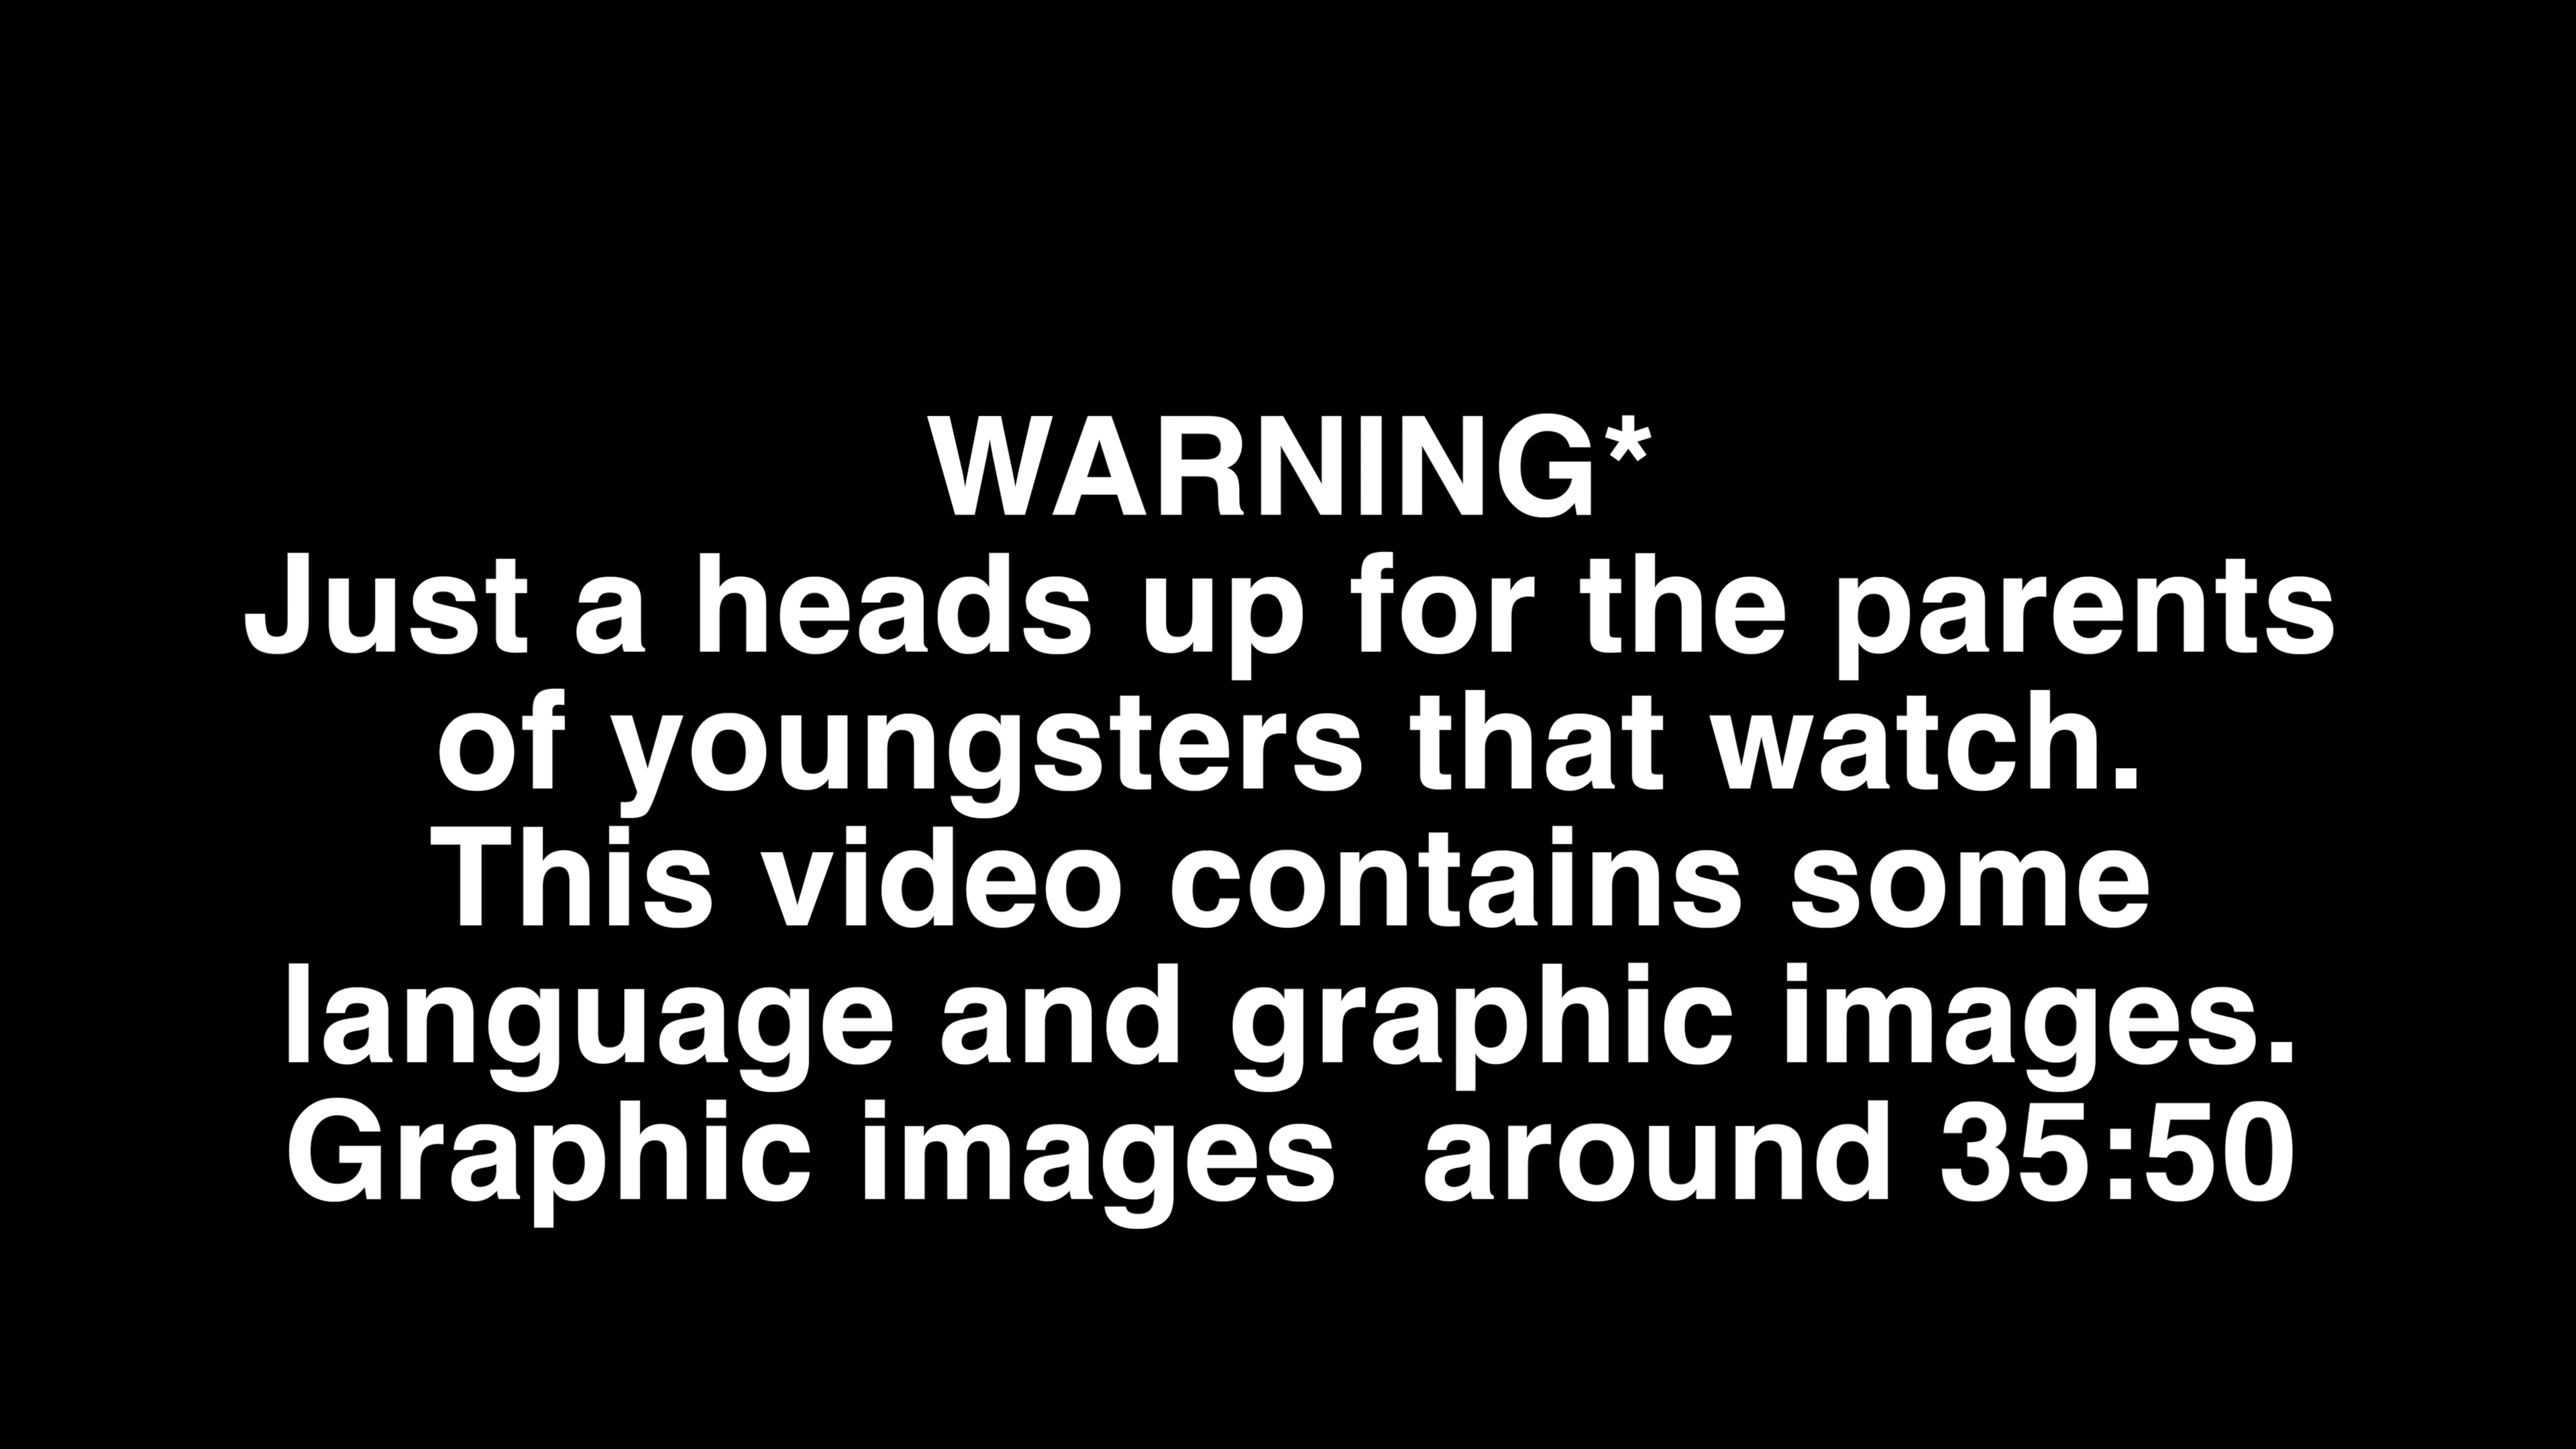 WARNING*
Just a heads up for the parents
of youngsters that watch.
This video contains some
language and graphic images.
Graphic images  around 35:50